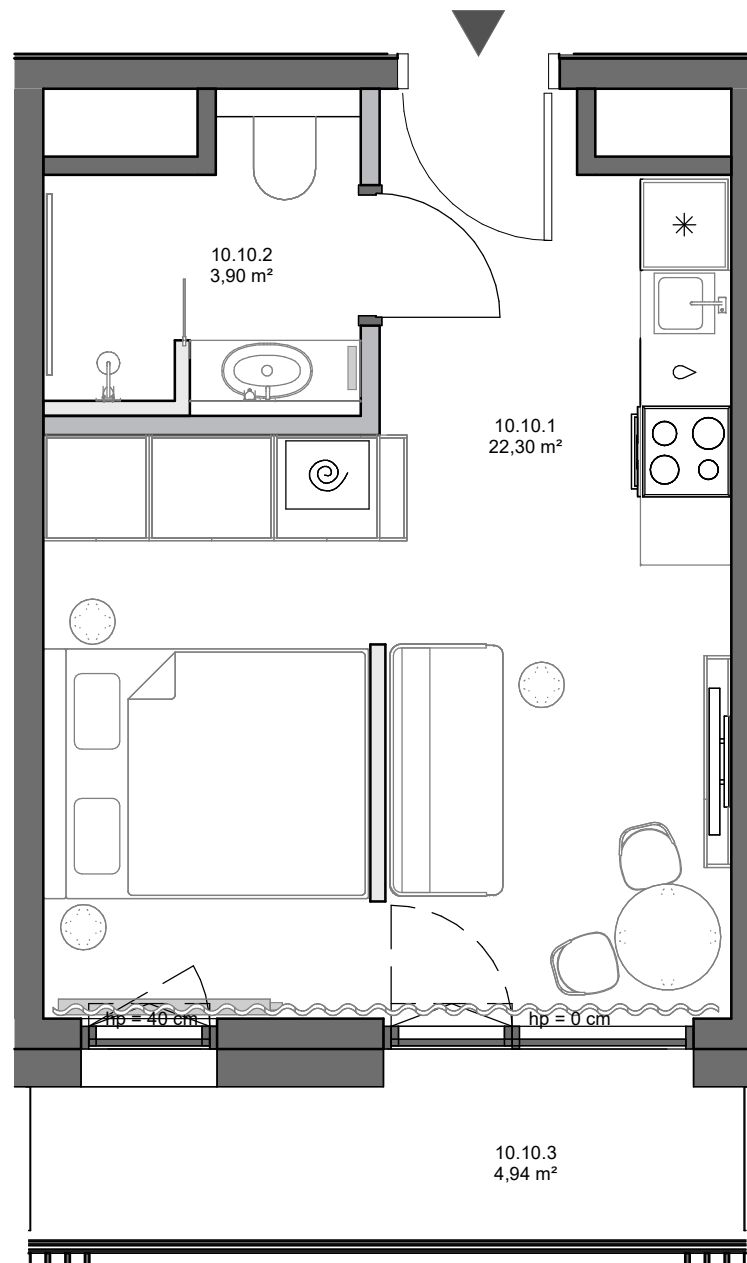 10.10.2
3,90 m²
10.10.1
22,30 m²
hp = 40 cm
hp = 0 cm
10.10.3
4,94 m²